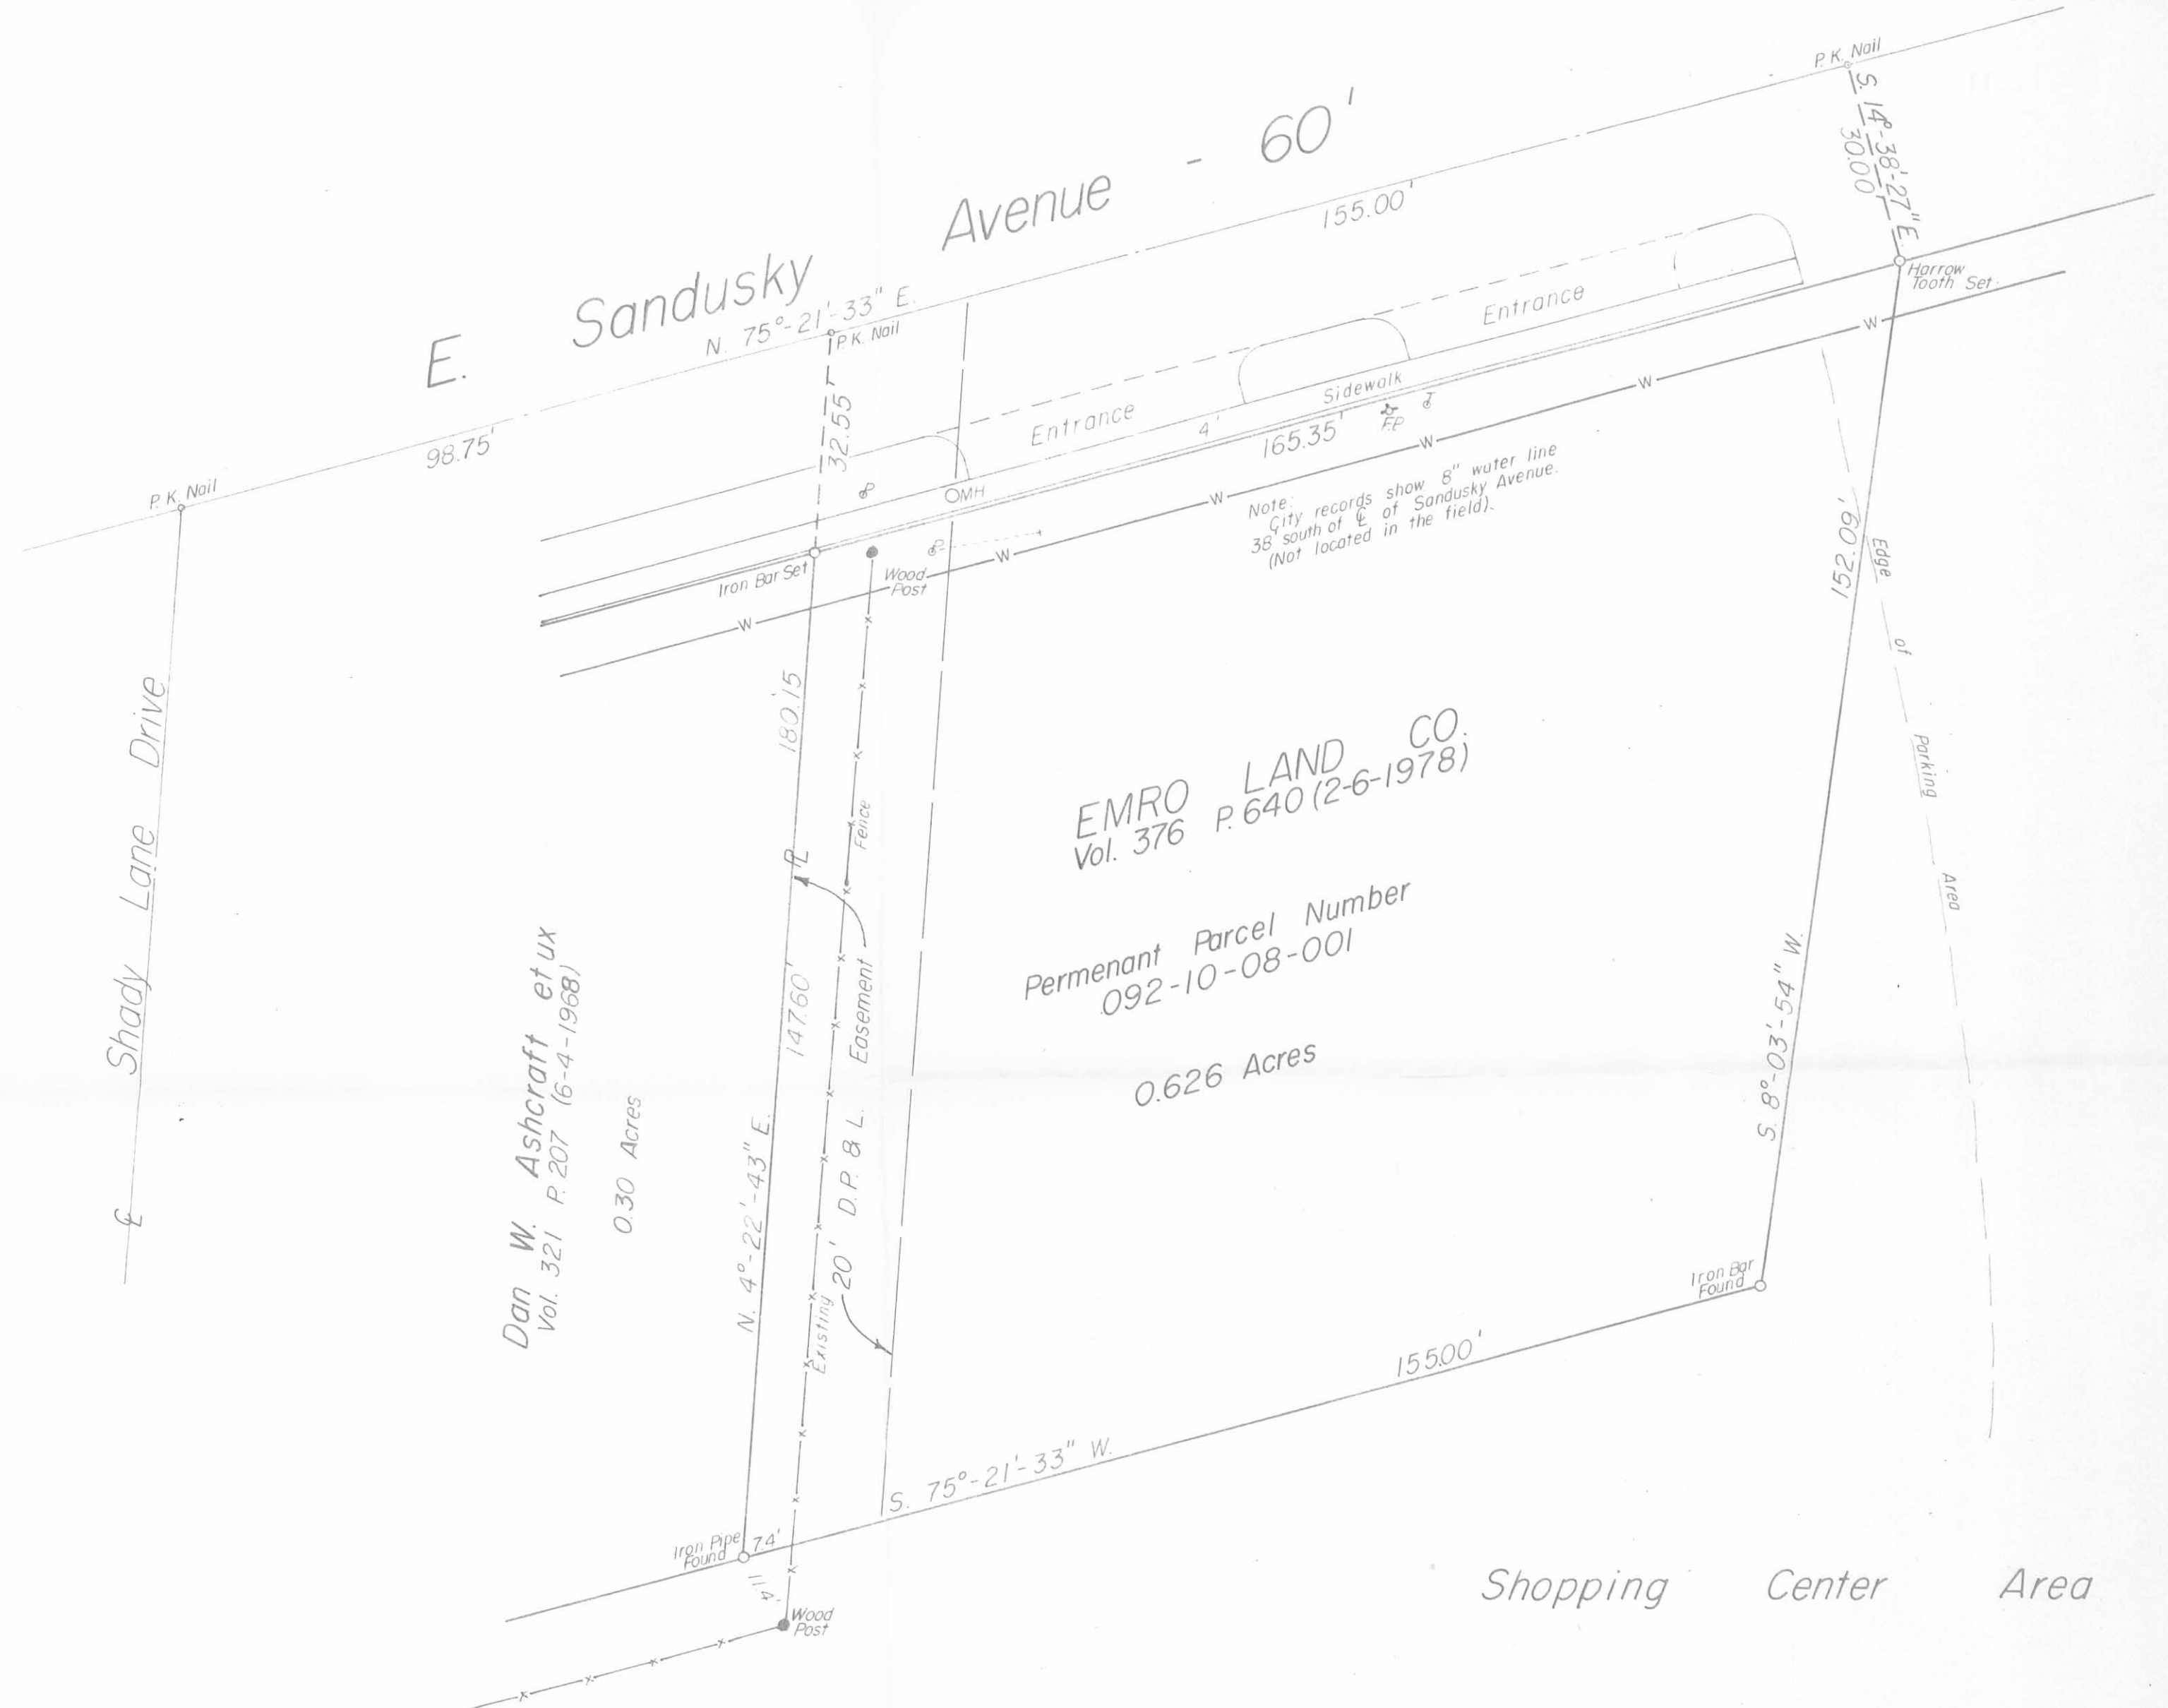 P.K. Nail
S. 14°-38'-27" E.
30.00'
E. Sandusky Avenue - 60'
155.00'
N. 75°-21'-33" E.
P.K. Nail
98.75'
P.K. Nail
32.55'
Harrow
Tooth Set
Entrance
Entrance
Sidewalk
4'
165.35'
F.P.
MH
W
W
W
W
W
W
Note:
City records show 8" water line
38' south of ℄ of Sandusky Avenue.
(Not located in the field).
Iron Bar Set
Wood
Post
152.09'
Edge of Parking Area
180.15'
℄ Shady Lane Drive
EMRO LAND CO.
Vol. 376 P. 640 (2-6-1978)
Permenant Parcel Number
092-10-08-001
0.626 Acres
Dan W. Ashcraft et ux
Vol. 321 P. 207 (6-4-1968)
0.30 Acres
N. 4°-22'-43" E.
147.60'
PL
Existing Fence
20' D.P. & L. Easement
S. 8°-03'-54" W.
Iron Bar
Found
155.00'
S. 75°-21'-33" W.
Iron Pipe
Found
7.4'
11.4'
Wood
Post
Shopping Center Area